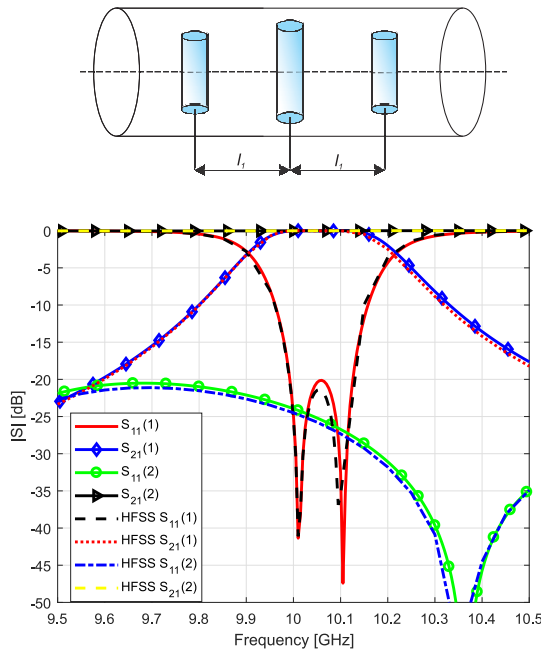 l1 l1
0
-5
-10
-15
-20
-25
-30
-35
-40
-45
-50
|S| [dB]
S11(1)
S21(1)
S11(2)
S21(2)
HFSS S11(1)
HFSS S21(1)
HFSS S11(2)
HFSS S21(2)
9.5 9.6 9.7 9.8 9.9 10 10.1 10.2 10.3 10.4 10.5
Frequency [GHz]